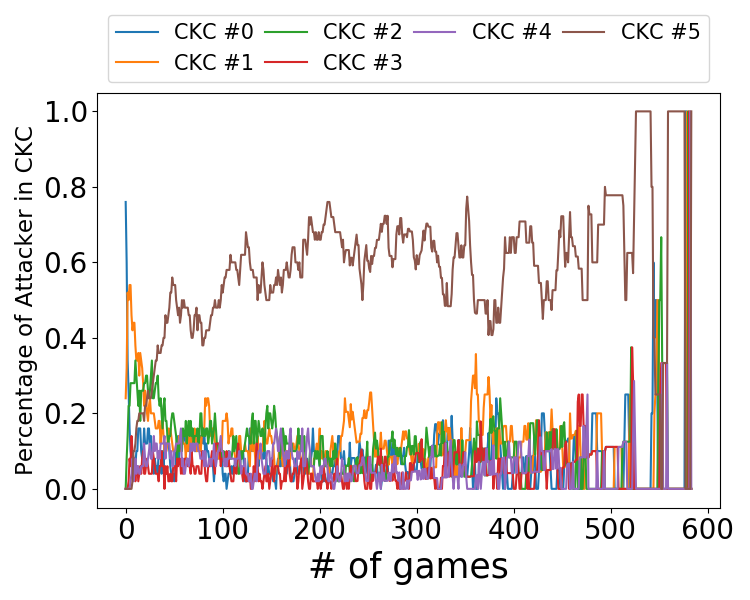 CKC #0 CKC #2 CKC #4 CKC #5
CKC #1 CKC #3
Percentage of Attacker in CKC
1.0
0.8
0.6
0.4
0.2
0.0
0 100 200 300 400 500 600
# of games